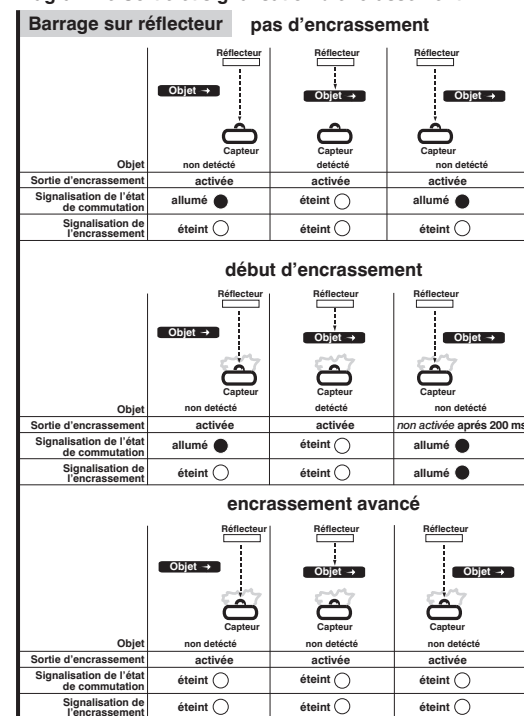 Barrage sur réflecteur pas d'encrassement
Réflecteur Réflecteur Réflecteur
Objet → Objet → Objet →
Capteur Capteur Capteur
Objet non detécté detécté non detécté
Sortie d'encrassement activée activée activée
Signalisation de l'état
de commutation allumé éteint allumé
Signalisation de
l'encrassement éteint éteint éteint
début d'encrassement
Réflecteur Réflecteur Réflecteur
Objet → Objet → Objet →
Capteur Capteur Capteur
Objet non detécté detécté non detécté
Sortie d'encrassement activée activée non activée aprés 200 ms
Signalisation de l'état
de commutation allumé éteint allumé
Signalisation de
l'encrassement éteint éteint allumé
encrassement avancé
Réflecteur Réflecteur Réflecteur
Objet → Objet → Objet →
Capteur Capteur Capteur
Objet non detécté non detécté non detécté
Sortie d'encrassement activée activée activée
Signalisation de l'état
de commutation éteint éteint éteint
Signalisation de
l'encrassement éteint éteint éteint